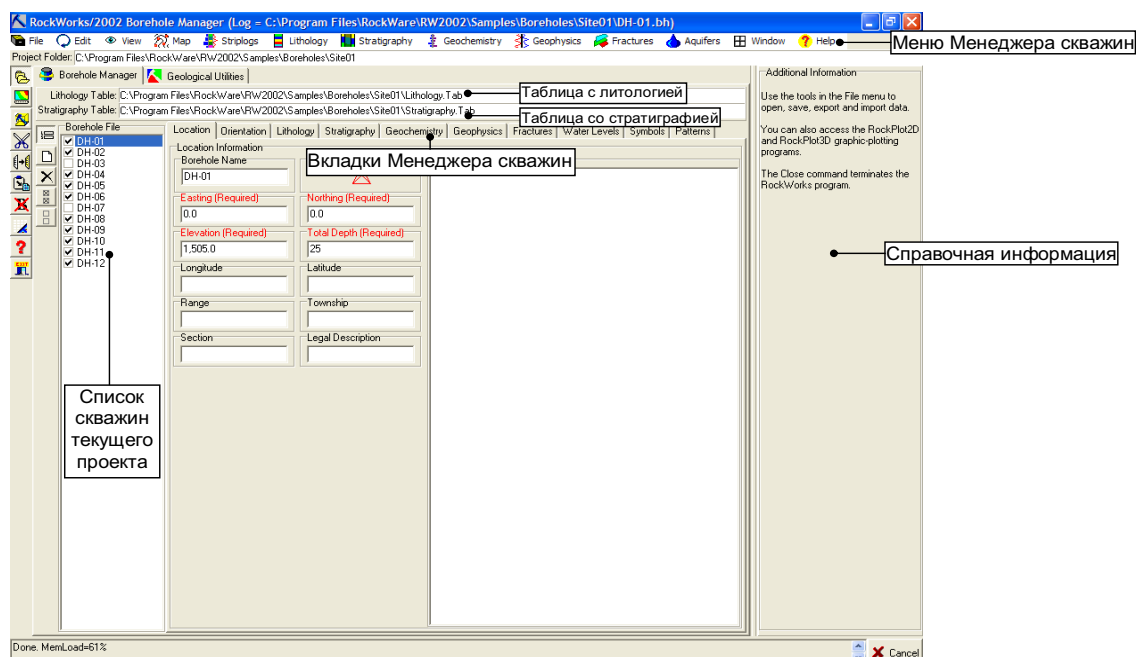 RockWorks/2002 Borehole Manager (Log = C:\Program Files\RockWare\RW2002\Samples\Boreholes\Site01\DH-01.bh)
File Edit View Map Striplogs Lithology Stratigraphy Geochemistry Geophysics Fractures Aquifers Window Help
Меню Менеджера скважин
Project Folder: C:\Program Files\RockWare\RW2002\Samples\Boreholes\Site01
Borehole Manager Geological Utilities
Lithology Table: C:\Program Files\RockWare\RW2002\Samples\Boreholes\Site01\Lithology.Tab
Таблица с литологией
Stratigraphy Table: C:\Program Files\RockWare\RW2002\Samples\Boreholes\Site01\Stratigraphy.Tab
Таблица со стратиграфией
Borehole File
DH-01
DH-02
DH-03
DH-04
DH-05
DH-06
DH-07
DH-08
DH-09
DH-10
DH-11
DH-12
Список
скважин
текущего
проекта
Location Orientation Lithology Stratigraphy Geochemistry Geophysics Fractures Water Levels Symbols Patterns
Вкладки Менеджера скважин
Location Information
Borehole Name
DH-01
Easting (Required) Northing (Required)
0.0 0.0
Elevation (Required) Total Depth (Required)
1,505.0 25
Longitude Latitude
Range Township
Section Legal Description
Additional Information
Use the tools in the File menu to
open, save, export and import data.
You can also access the RockPlot2D
and RockPlot3D graphic-plotting
programs.
The Close command terminates the
RockWorks program.
Справочная информация
EXIT
Done. MemLoad=61%
Cancel